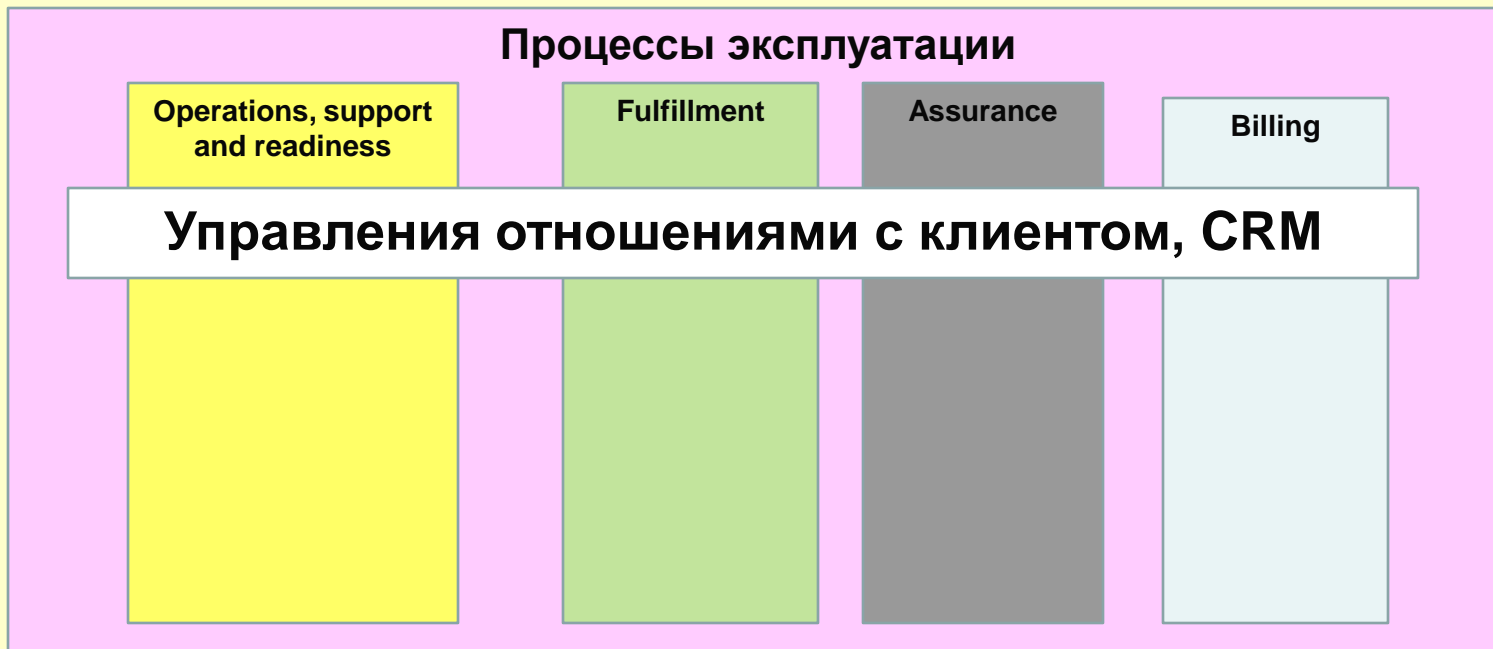 Процессы эксплуатации
Operations, support
and readiness
Fulfillment
Assurance
Billing
Управления отношениями с клиентом, CRM